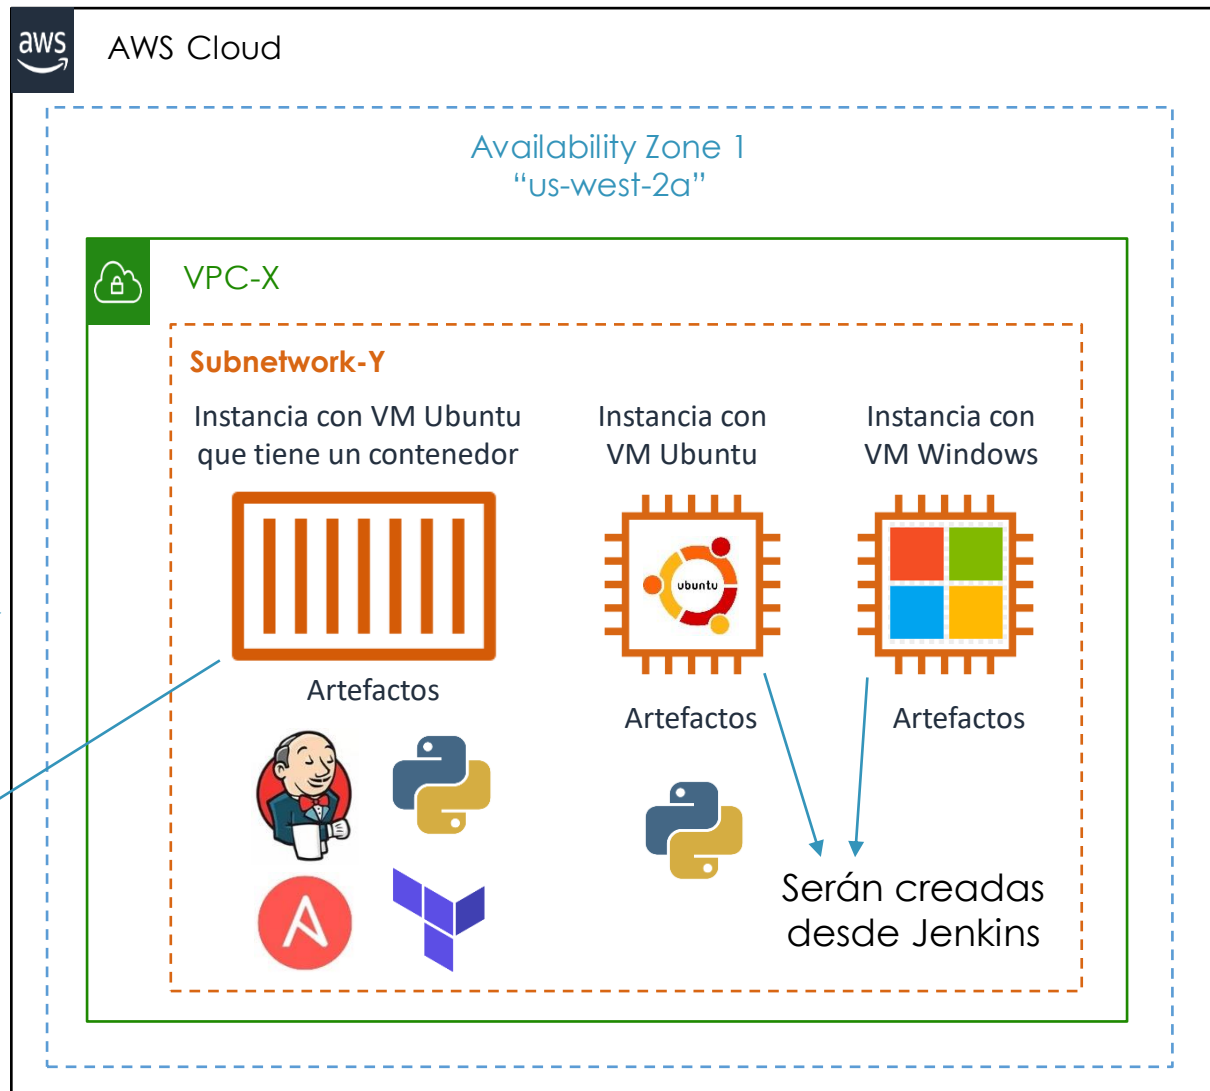 aws
AWS Cloud
Availability Zone 1
“us-west-2a”
VPC-X
Subnetwork-Y
Instancia con VM Ubuntu
que tiene un contenedor
Instancia con
VM Ubuntu
Instancia con
VM Windows
ubuntu
Artefactos
Artefactos
Artefactos
Serán creadas
desde Jenkins